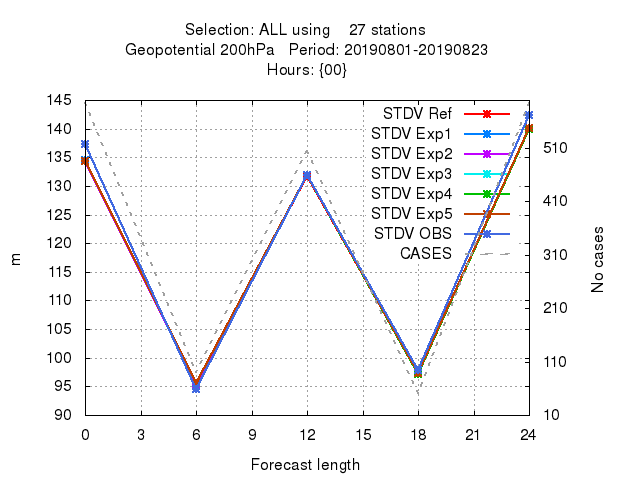 Selection: ALL using 27 stations
Geopotential 200hPa Period: 20190801-20190823
Hours: {00}
145
140
135
130
125
120
115
110
105
100
95
90
m
STDV Ref
STDV Exp1
STDV Exp2
STDV Exp3
STDV Exp4
STDV Exp5
STDV OBS
CASES
510
410
310
210
110
10
No cases
0 3 6 9 12 15 18 21 24
Forecast length